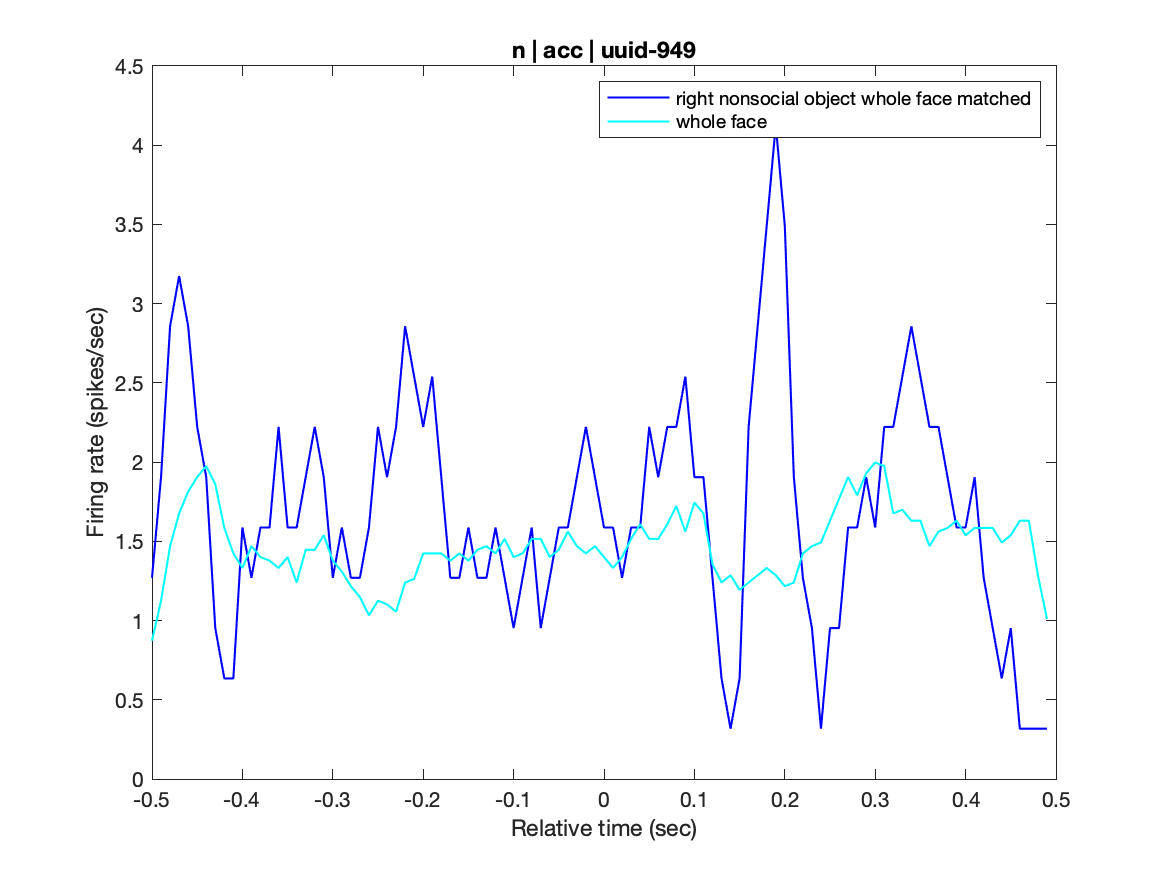 n | acc | uuid-949
right nonsocial object whole face matched
whole face
Firing rate (spikes/sec)
4.5
4
3.5
3
2.5
2
1.5
1
0.5
0
-0.5 -0.4 -0.3 -0.2 -0.1 0 0.1 0.2 0.3 0.4 0.5
Relative time (sec)